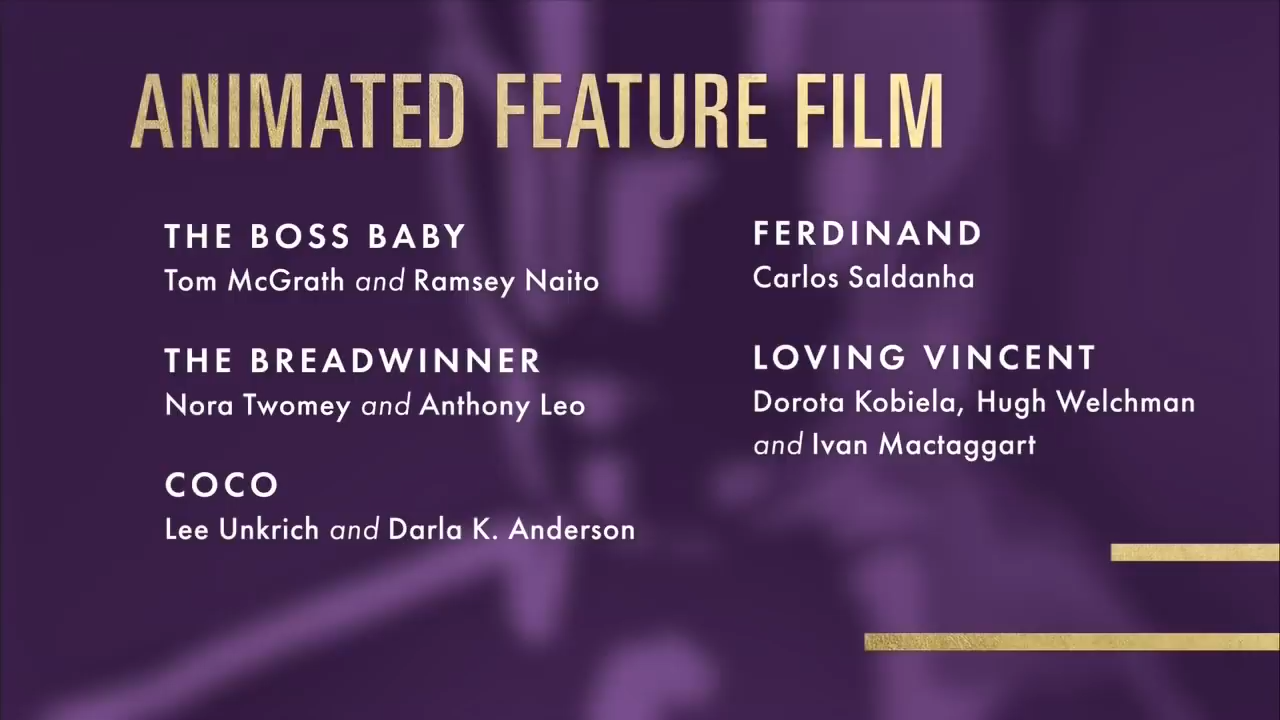 ANIMATED FEATURE FILM
THE BOSS BABY
Tom McGrath and Ramsey Naito
THE BREADWINNER
Nora Twomey and Anthony Leo
COCO
Lee Unkrich and Darla K. Anderson
FERDINAND
Carlos Saldanha
LOVING VINCENT
Dorota Kobiela, Hugh Welchman
and Ivan Mactaggart